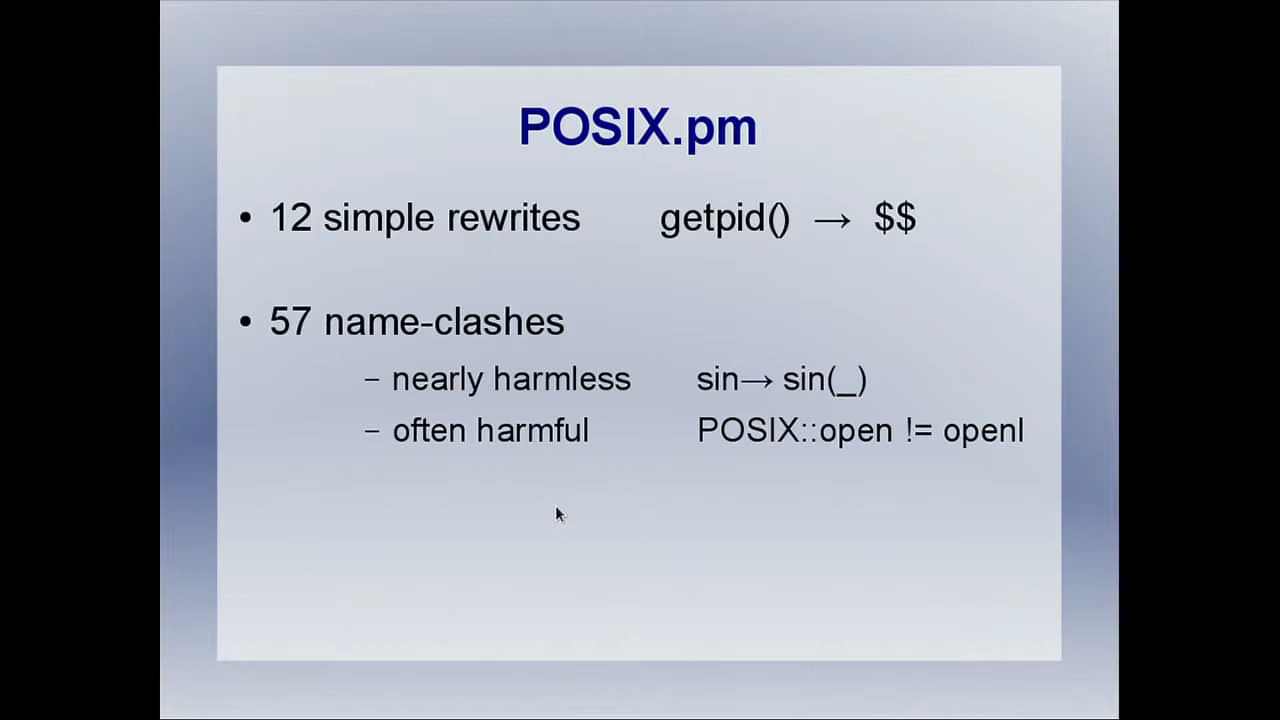 POSIX.pm
• 12 simple rewrites getpid() → $$
• 57 name-clashes
– nearly harmless sin→ sin(_)
– often harmful POSIX::open != openl